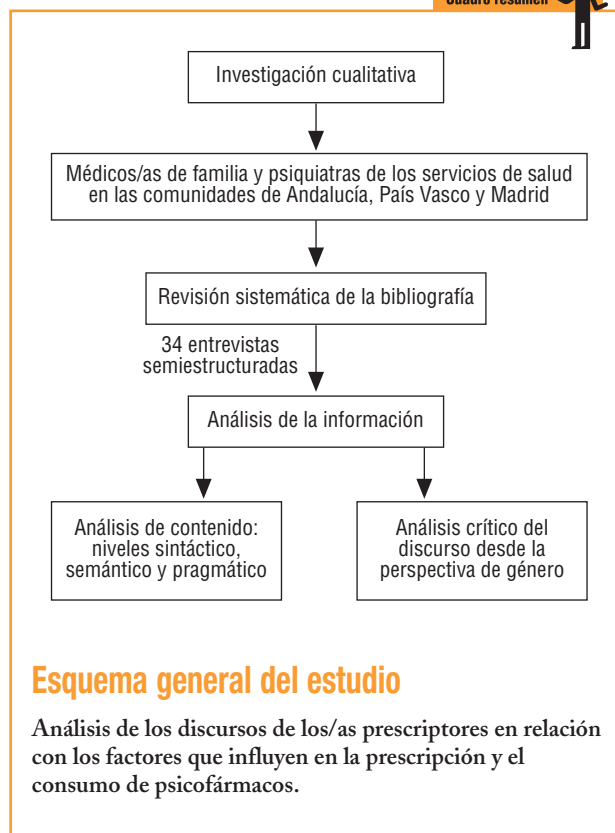 Cuadro resumen
Investigación cualitativa
Médicos/as de familia y psiquiatras de los servicios de salud
en las comunidades de Andalucía, País Vasco y Madrid
Revisión sistemática de la bibliografía
34 entrevistas
semiestructuradas
Análisis de la información
Análisis de contenido:
niveles sintáctico,
semántico y pragmático
Análisis crítico del
discurso desde la
perspectiva de género
Esquema general del estudio
Análisis de los discursos de los/as prescriptores en relación
con los factores que influyen en la prescripción y el
consumo de psicofármacos.